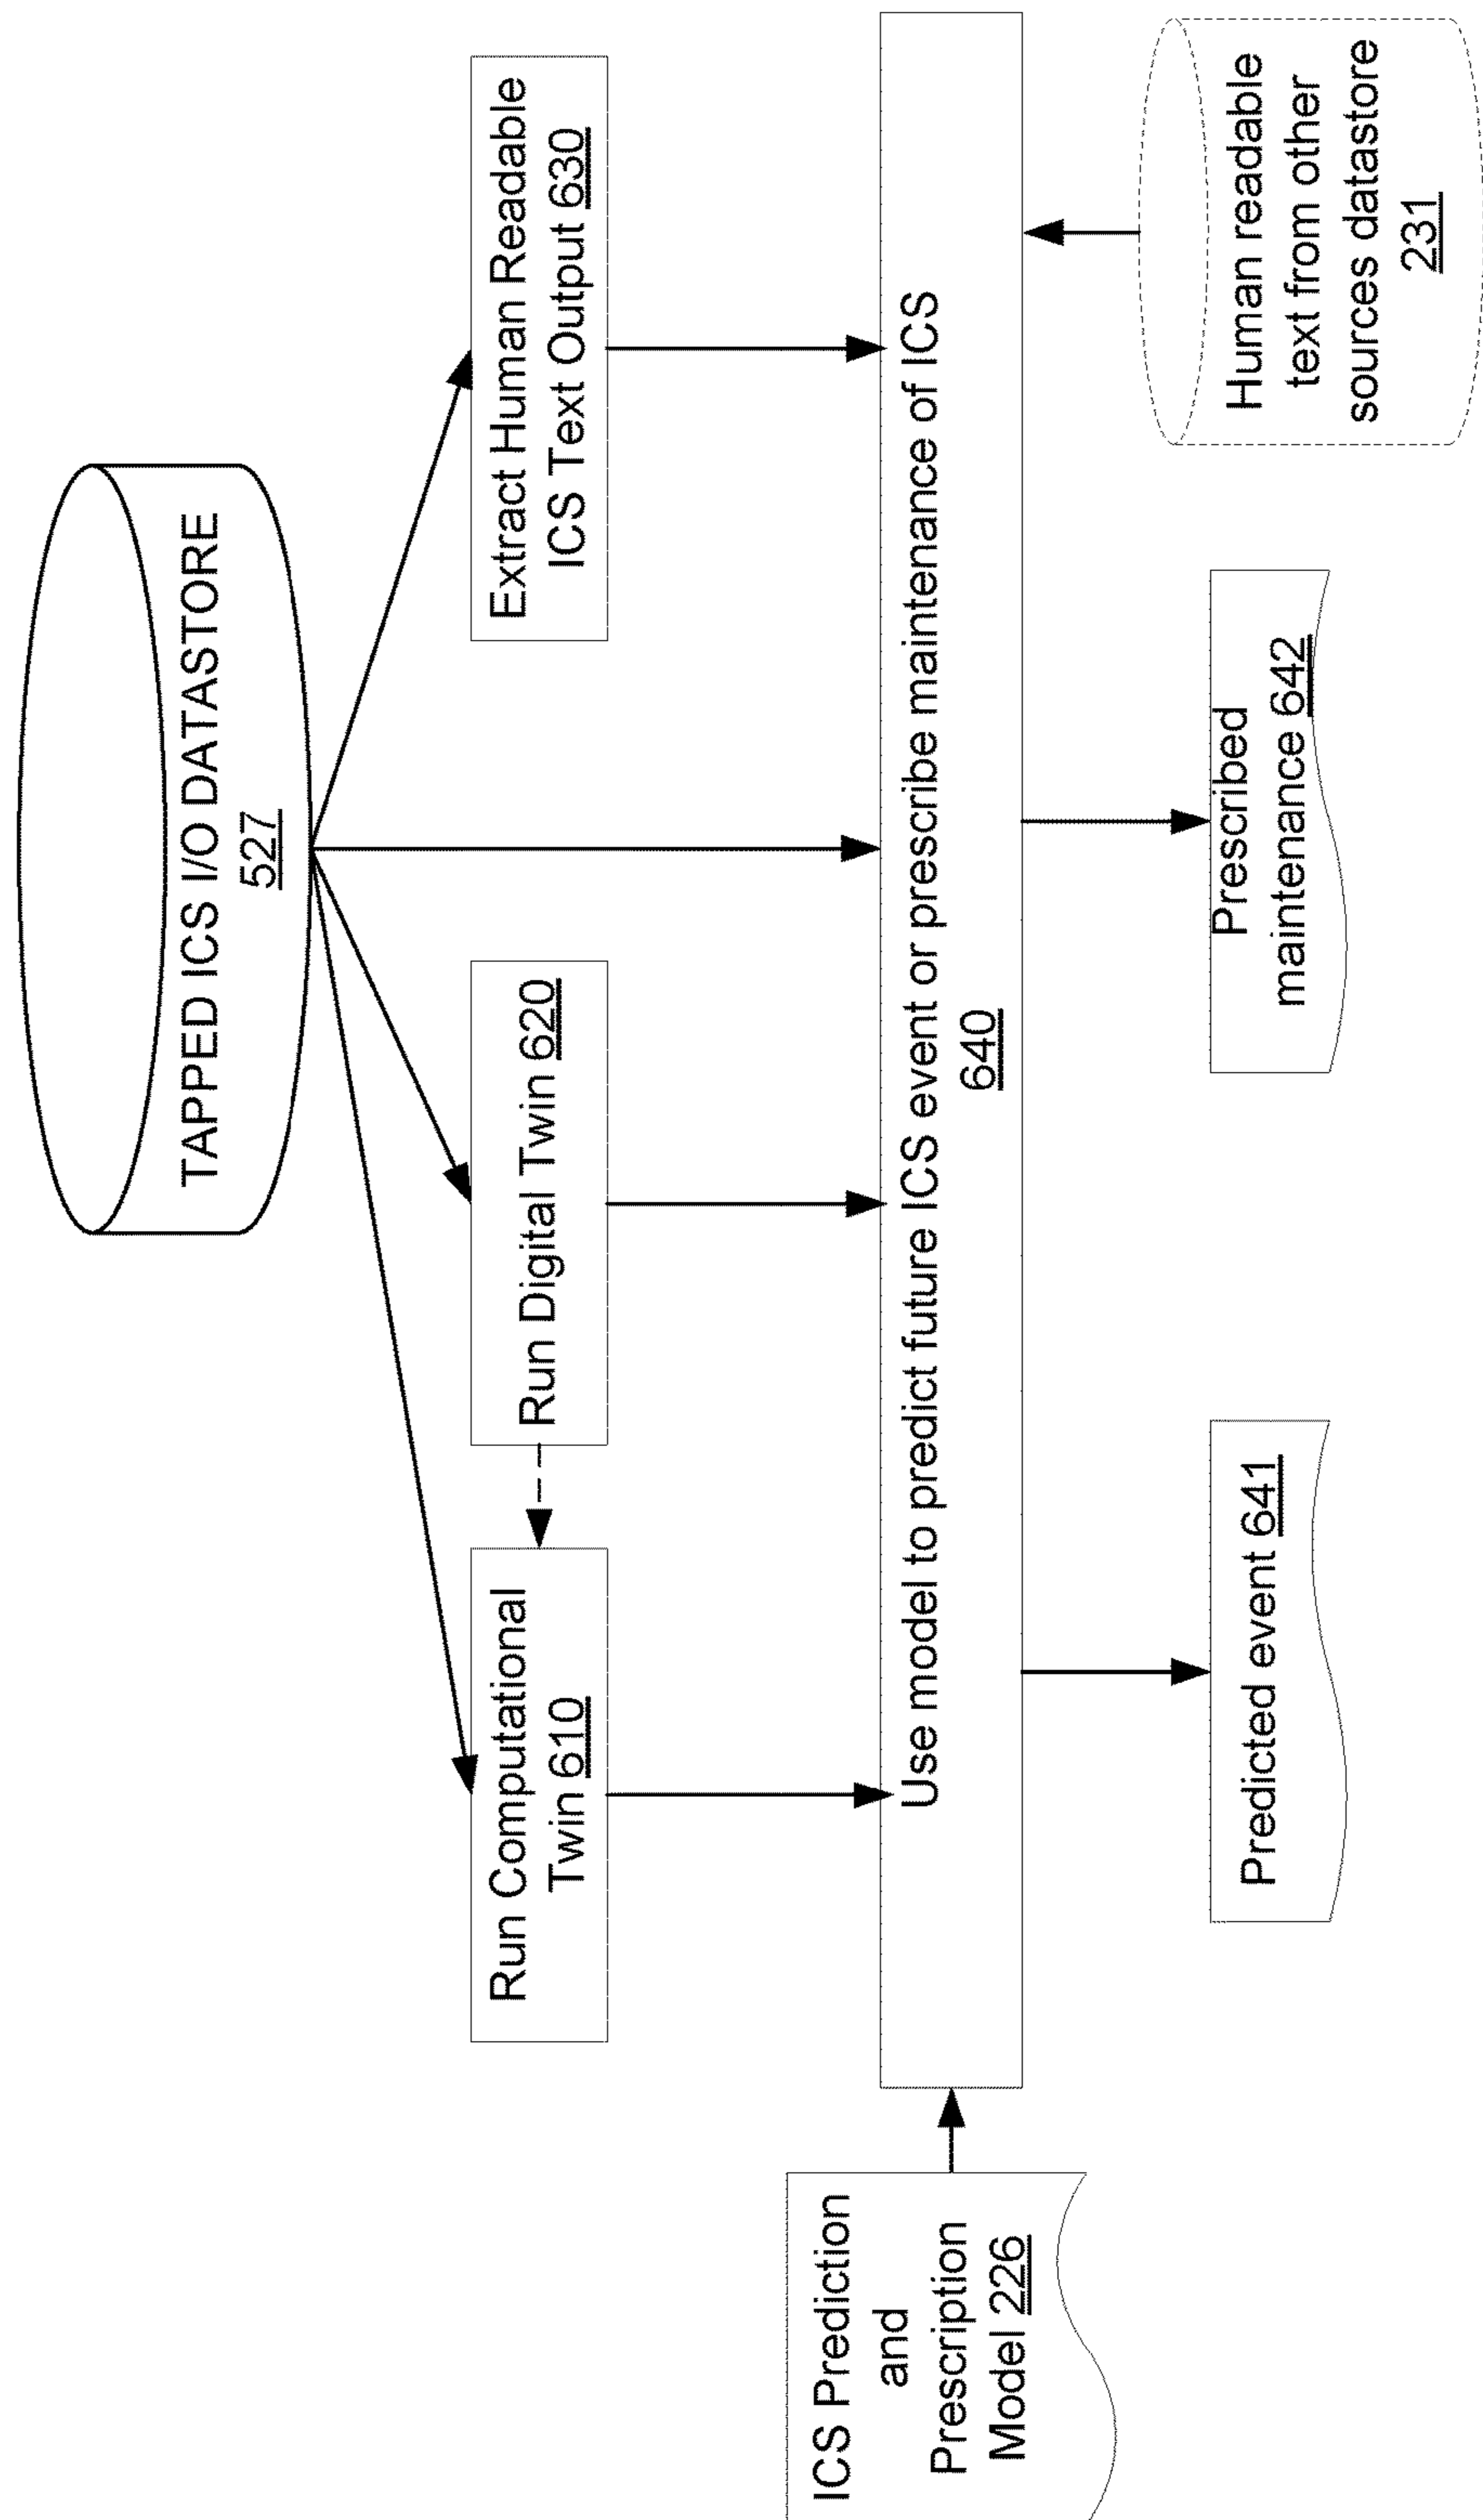 TAPPED ICS I/O DATASTORE
527
Run Computational
Twin 610
Run Digital Twin 620
Extract Human Readable
ICS Text Output 630
ICS Prediction
and
Prescription
Model 226
Use model to predict future ICS event or prescribe maintenance of ICS
640
Predicted event 641
Prescribed
maintenance 642
Human readable
text from other
sources datastore
231